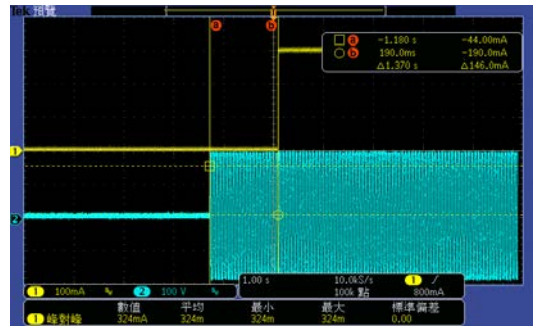 Tek 預覽
a b
T
a -1.180 s -44.00mA
b 190.0ms -190.0mA
△1.370 s △146.0mA
1
2
1 100mA 2 100 V 1.00 s 10.0kS/s 1 /
100k 點 800mA
數值 平均 最小 最大 標準偏差
1 峰對峰 324mA 324m 324m 324m 0.00